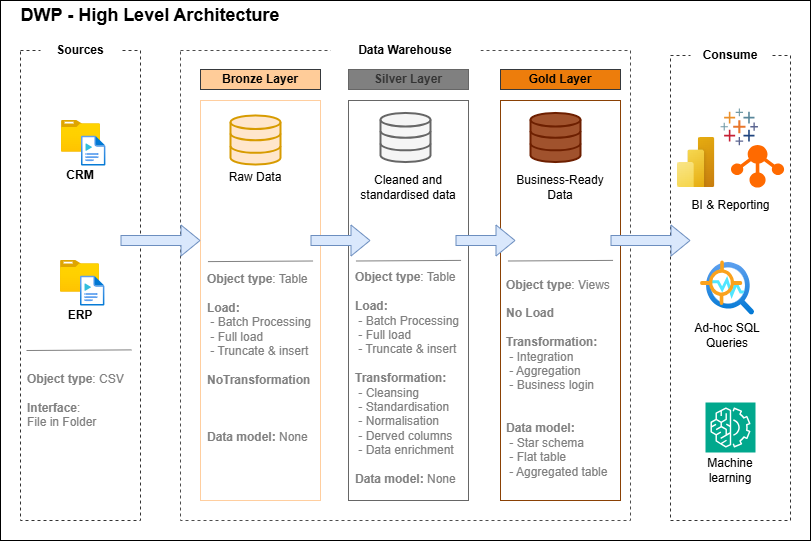 DWP - High Level Architecture
Sources
CRM
ERP
Object type: CSV
Interface:
File in Folder
Data Warehouse
Bronze Layer
Raw Data
Object type: Table
Load:
- Batch Processing
- Full load
- Truncate & insert
NoTransformation
Data model: None
Silver Layer
Cleaned and
standardised data
Object type: Table
Load:
- Batch Processing
- Full load
- Truncate & insert
Transformation:
- Cleansing
- Standardisation
- Normalisation
- Derved columns
- Data enrichment
Data model: None
Gold Layer
Business-Ready
Data
Object type: Views
No Load
Transformation:
- Integration
- Aggregation
- Business login
Data model:
- Star schema
- Flat table
- Aggregated table
Consume
BI & Reporting
Ad-hoc SQL
Queries
Machine
learning